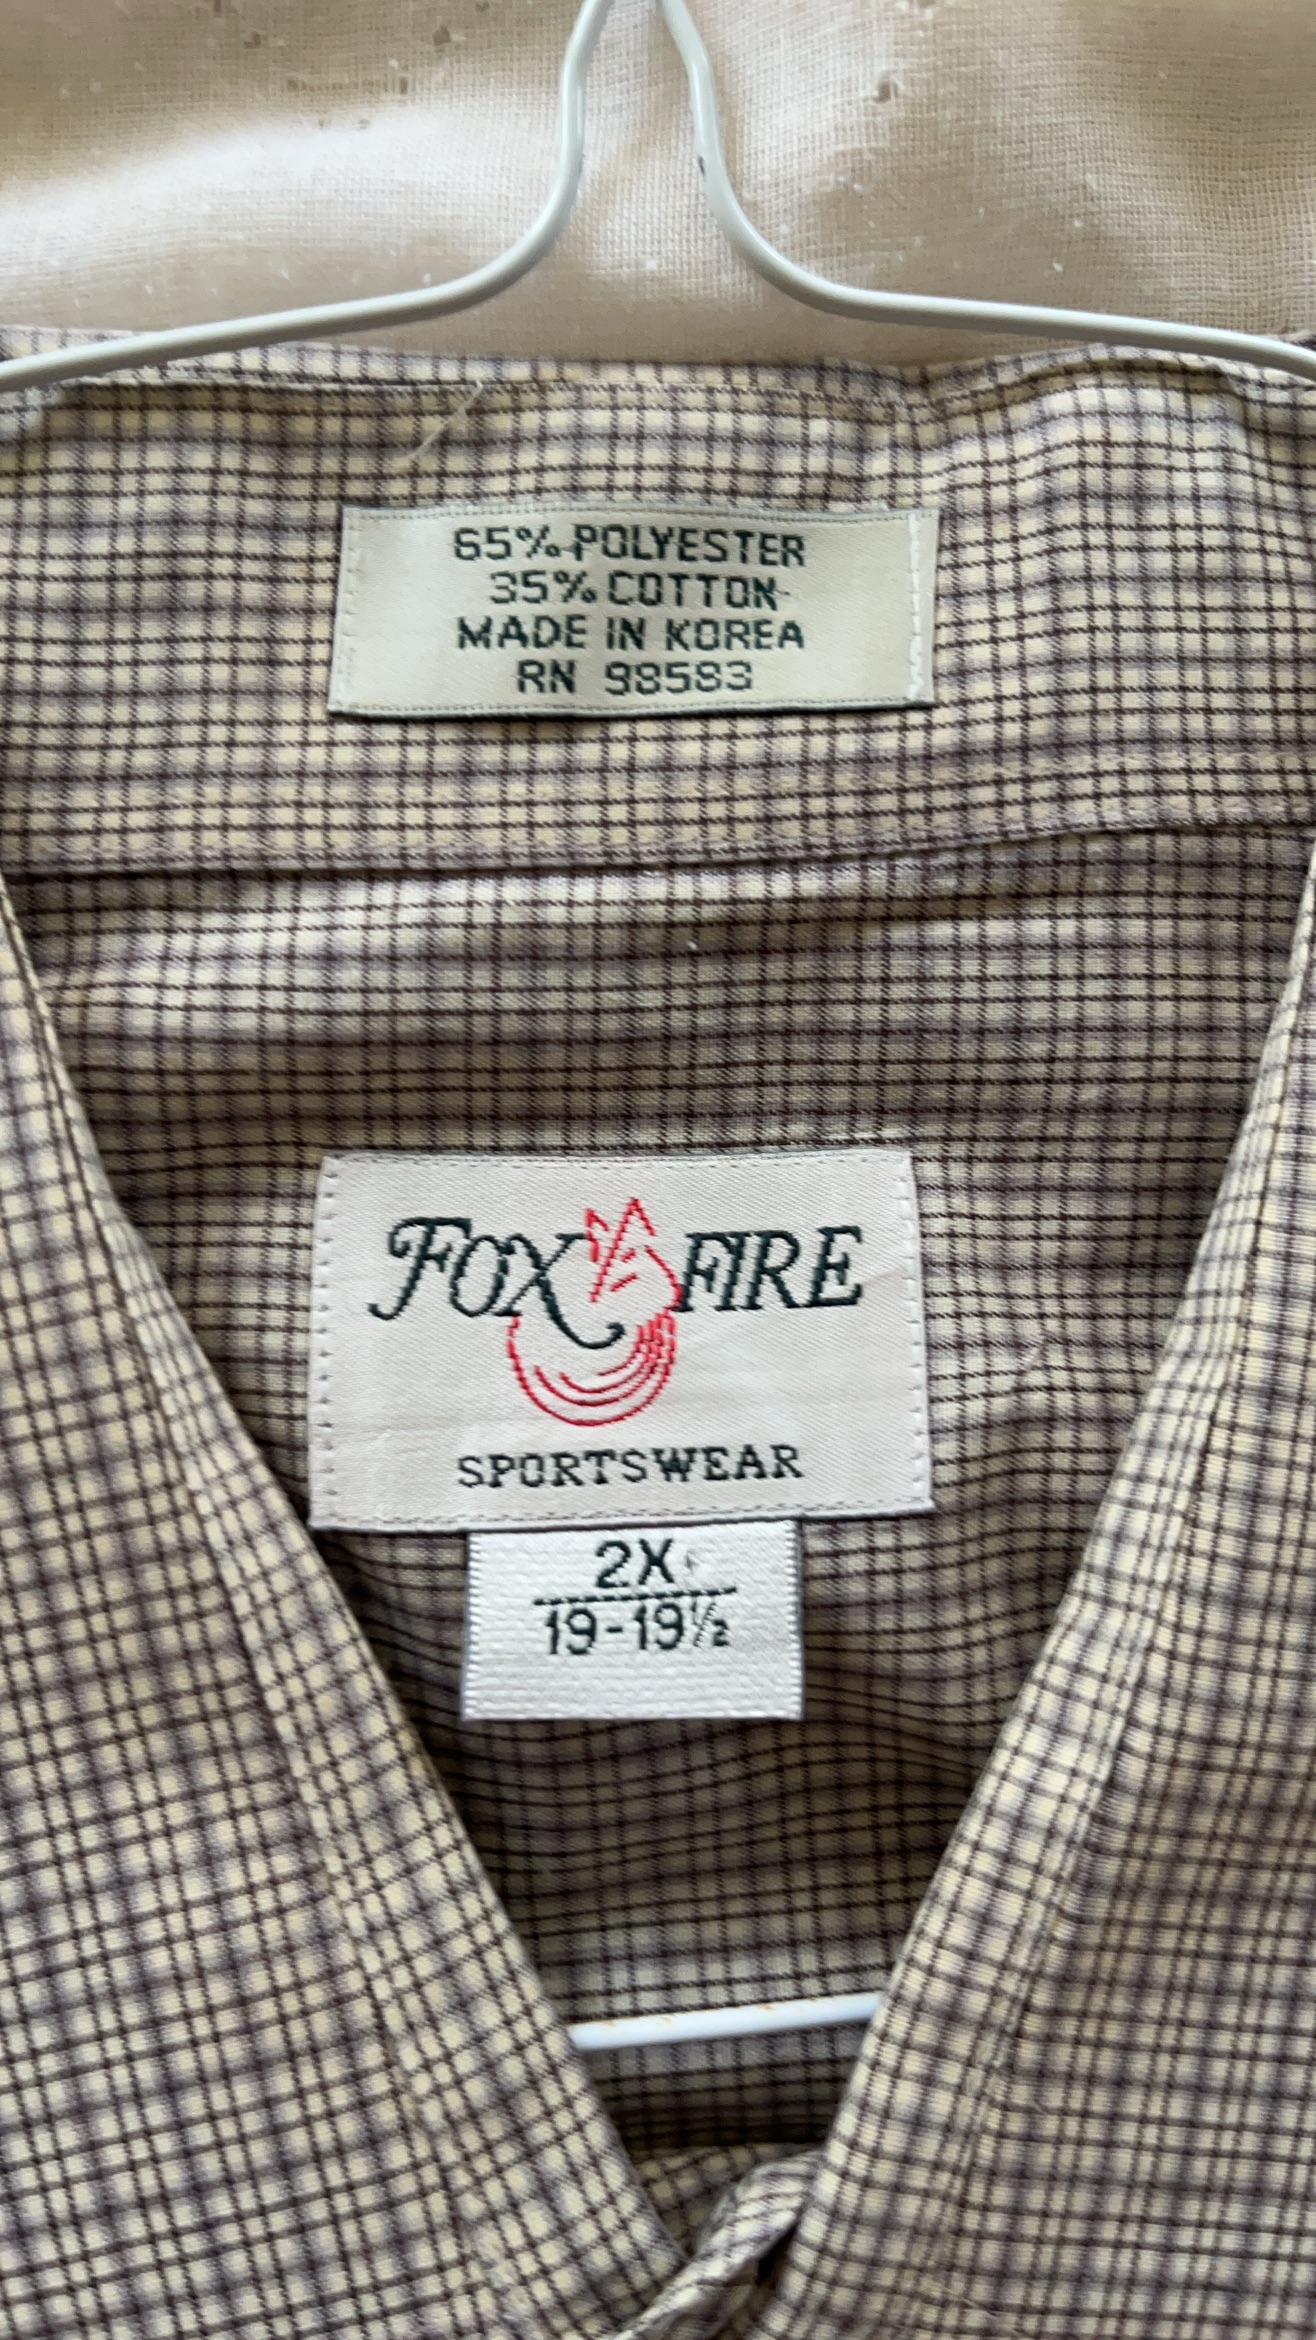 65% POLYESTER
35% COTTON
MADE IN KOREA
RN 98583
FOX FIRE
SPORTSWEAR
2X
19-19½